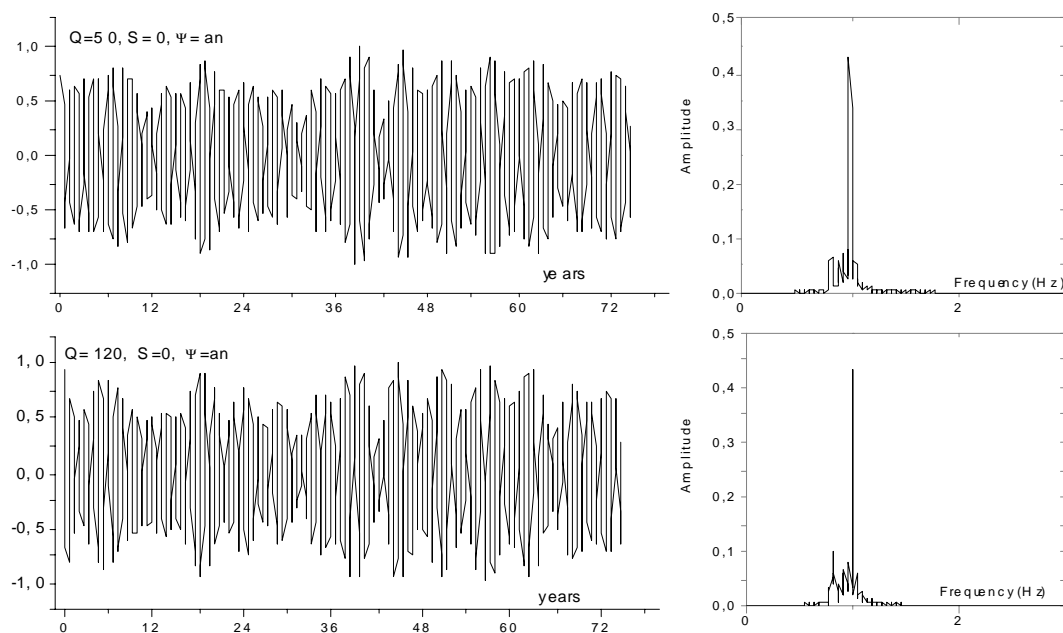 Q=5 0, S = 0, Ψ = an
1,0
0,5
0,0
-0,5
-1,0
years
0 12 24 36 48 60 72
0,5
0,4
0,3
0,2
0,1
0,0
Amplitude
Frequency (Hz)
0 2
Q= 120, S =0, Ψ =an
1,0
0,5
0,0
-0,5
-1,0
years
0 12 24 36 48 60 72
0,5
0,4
0,3
0,2
0,1
0,0
Amplitude
Frequency (Hz)
0 2